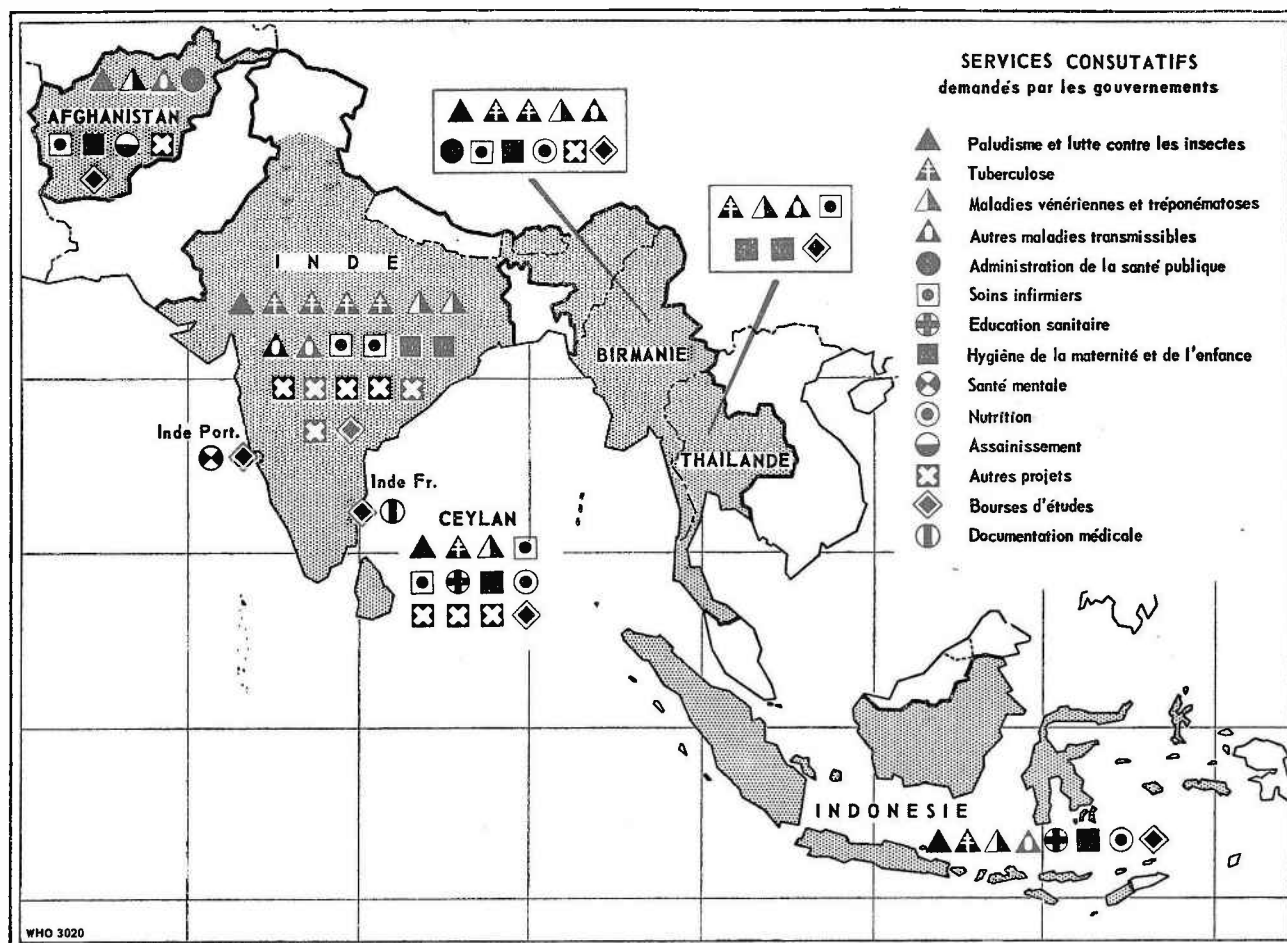 SERVICES CONSUTATIFS
demandés par les gouvernements
Paludisme et lutte contre les insectes
Tuberculose
Maladies vénériennes et tréponématoses
Autres maladies transmissibles
Administration de la santé publique
Soins infirmiers
Education sanitaire
Hygiène de la maternité et de l'enfance
Santé mentale
Nutrition
Assainissement
Autres projets
Bourses d'études
Documentation médicale
AFGHANISTAN
INDE
BIRMANIE
THAILANDE
Inde Port.
Inde Fr.
CEYLAN
INDONESIE
WHO 3020